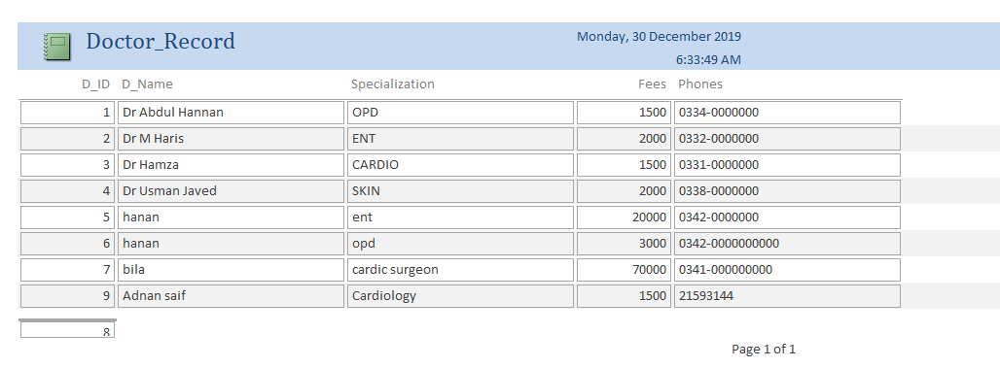 Doctor_Record
Monday, 30 December 2019
6:33:49 AM
D_ID D_Name Specialization Fees Phones
1 Dr Abdul Hannan OPD 1500 0334-0000000
2 Dr M Haris ENT 2000 0332-0000000
3 Dr Hamza CARDIO 1500 0331-0000000
4 Dr Usman Javed SKIN 2000 0338-0000000
5 hanan ent 20000 0342-0000000
6 hanan opd 3000 0342-0000000000
7 bila cardic surgeon 70000 0341-000000000
9 Adnan saif Cardiology 1500 21593144
8
Page 1 of 1